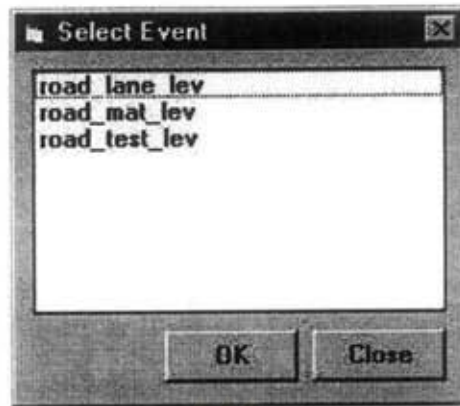 Select Event
road_lane_lev
road_mat_lev
road_test_lev
OK
Close